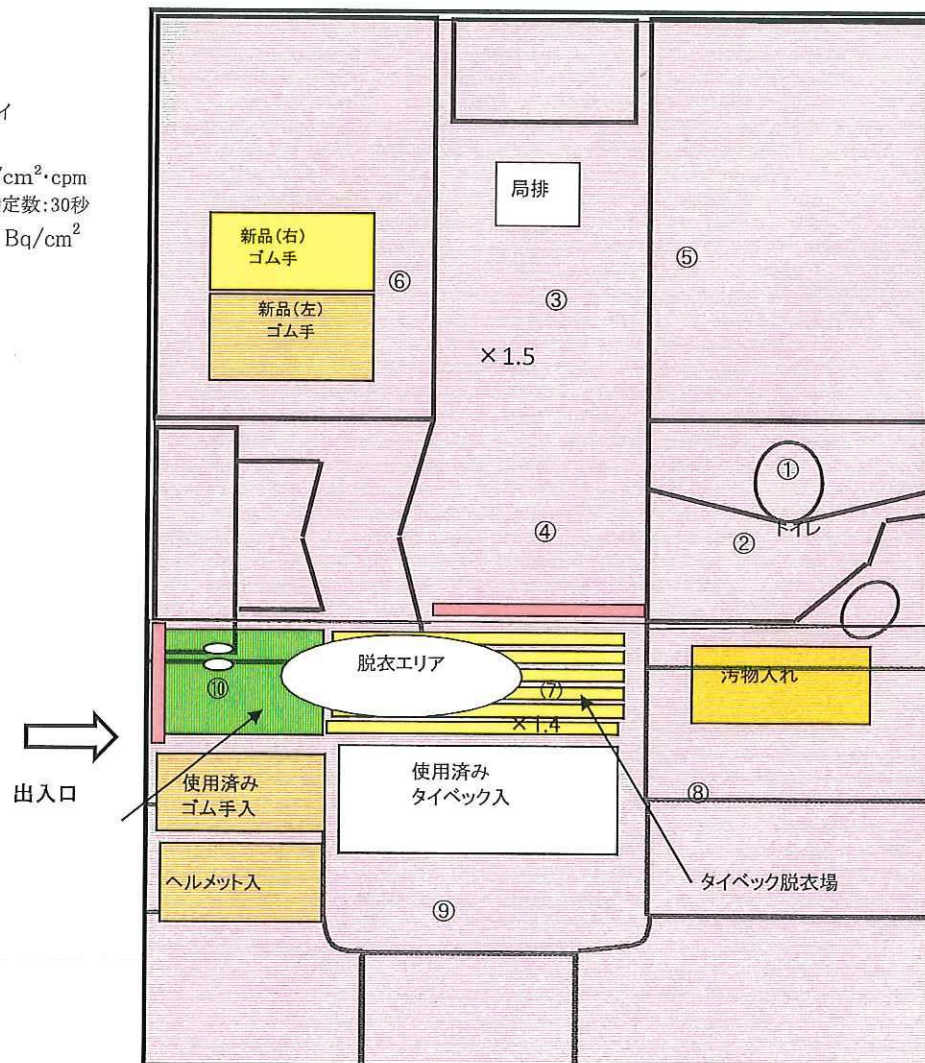 イ
/cm²・cpm
定数:30秒
Bq/cm²
局排
新品(右)
ゴム手
新品(左)
ゴム手
⑥
③
⑤
×1.5
①
トイレ
②
④
脱衣エリア
⑦
×1.4
⑩
汚物入れ
出入口
使用済み
ゴム手入
使用済み
タイベック入
⑧
ヘルメット入
タイベック脱衣場
⑨